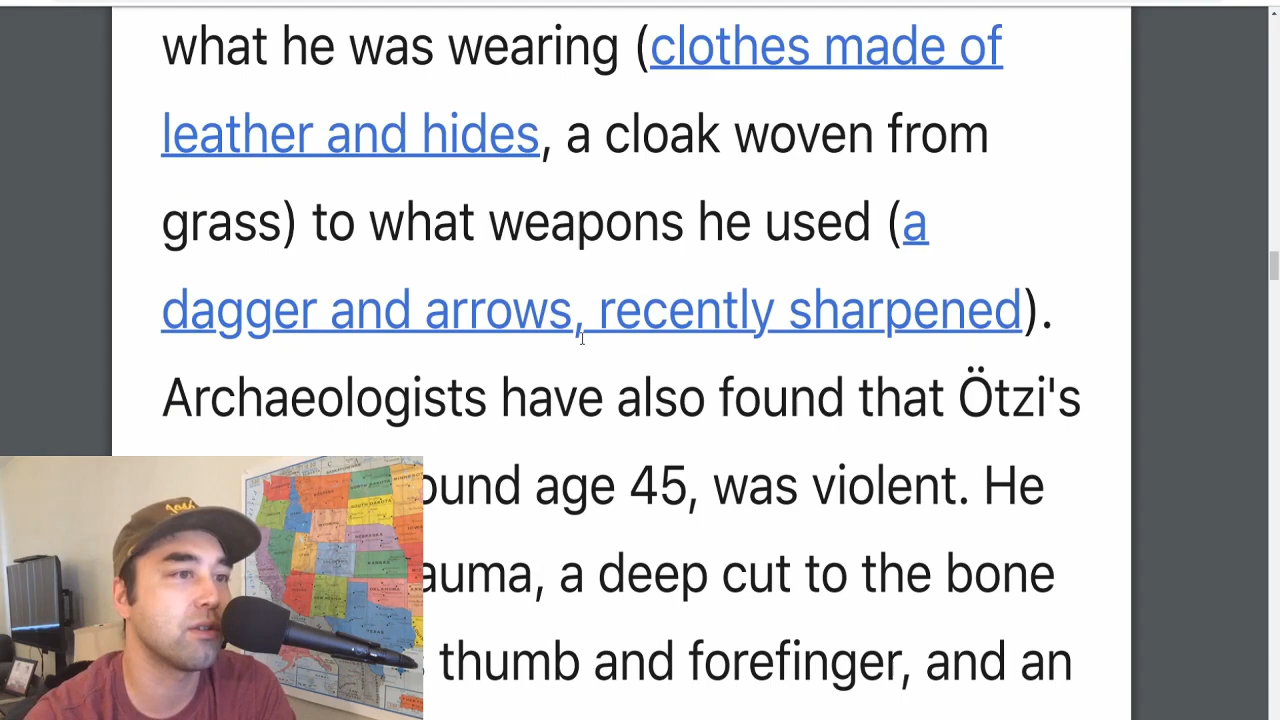 what he was wearing (clothes made of
leather and hides, a cloak woven from
grass) to what weapons he used (a
dagger and arrows, recently sharpened).
Archaeologists have also found that Ötzi's
ound age 45, was violent. He
auma, a deep cut to the bone
thumb and forefinger, and an